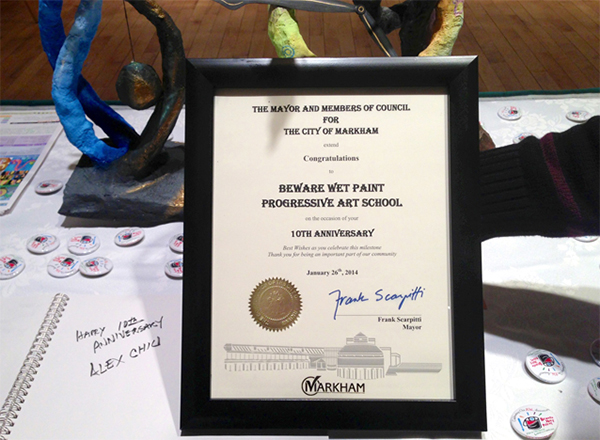 THE MAYOR AND MEMBERS OF COUNCIL
FOR
THE CITY OF MARKHAM
extend
Congratulations
to
BEWARE WET PAINT
PROGRESSIVE ART SCHOOL
on the occasion of your
10TH ANNIVERSARY
Best Wishes as you celebrate this milestone
Thank you for being an important part of our community
January 26th, 2014
Frank Scarpitti
Frank Scarpitti
Mayor
MARKHAM
HAPPY 10TH
ANNIVERSARY
ALEX CHIU